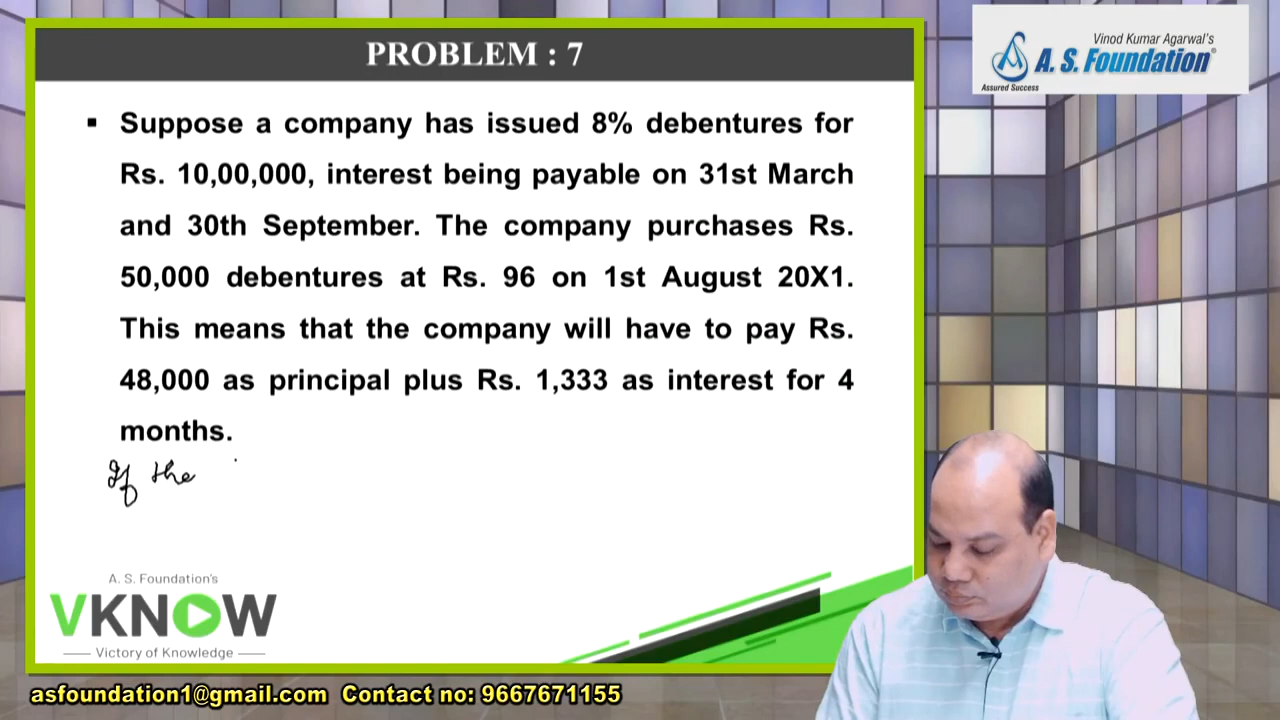 PROBLEM : 7
Vinod Kumar Agarwal's
A. S. Foundation®
Assured Success
▪ Suppose a company has issued 8% debentures for
Rs. 10,00,000, interest being payable on 31st March
and 30th September. The company purchases Rs.
50,000 debentures at Rs. 96 on 1st August 20X1.
This means that the company will have to pay Rs.
48,000 as principal plus Rs. 1,333 as interest for 4
months.
If the
A. S. Foundation's
VKNOW
Victory of Knowledge
asfoundation1@gmail.com Contact no: 9667671155